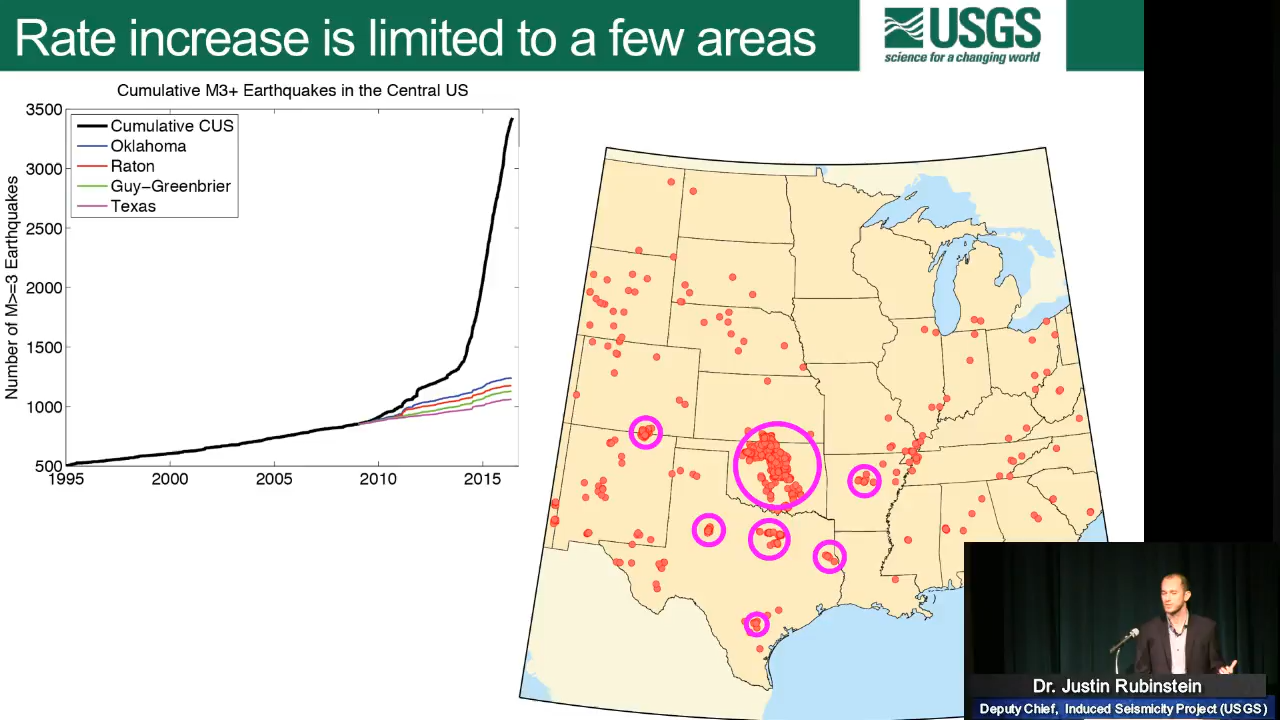 Rate increase is limited to a few areas
USGS
science for a changing world
Cumulative M3+ Earthquakes in the Central US
Number of M>=3 Earthquakes
3500
3000
2500
2000
1500
1000
500
Cumulative CUS
Oklahoma
Raton
Guy−Greenbrier
Texas
1995
2000
2005
2010
2015
Dr. Justin Rubinstein
Deputy Chief, Induced Seismicity Project (USGS)